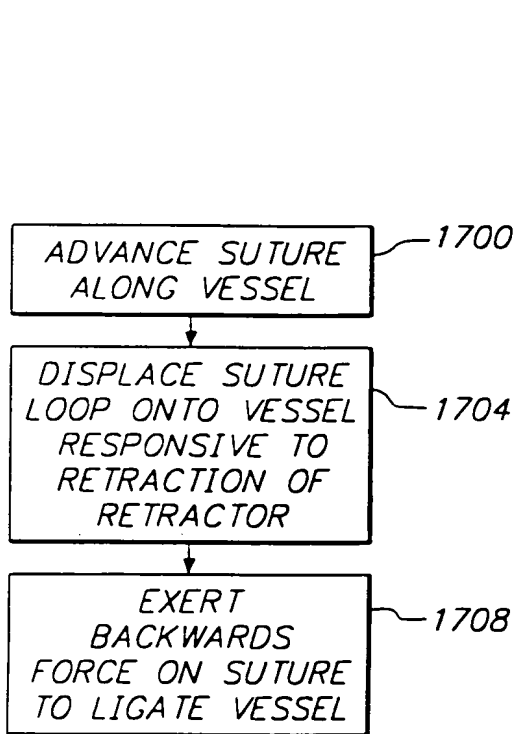 ADVANCE SUTURE
ALONG VESSEL
1700
DISPLACE SUTURE
LOOP ONTO VESSEL
RESPONSIVE TO
RETRACTION OF
RETRACTOR
1704
EXERT
BACKWARDS
FORCE ON SUTURE
TO LIGATE VESSEL
1708